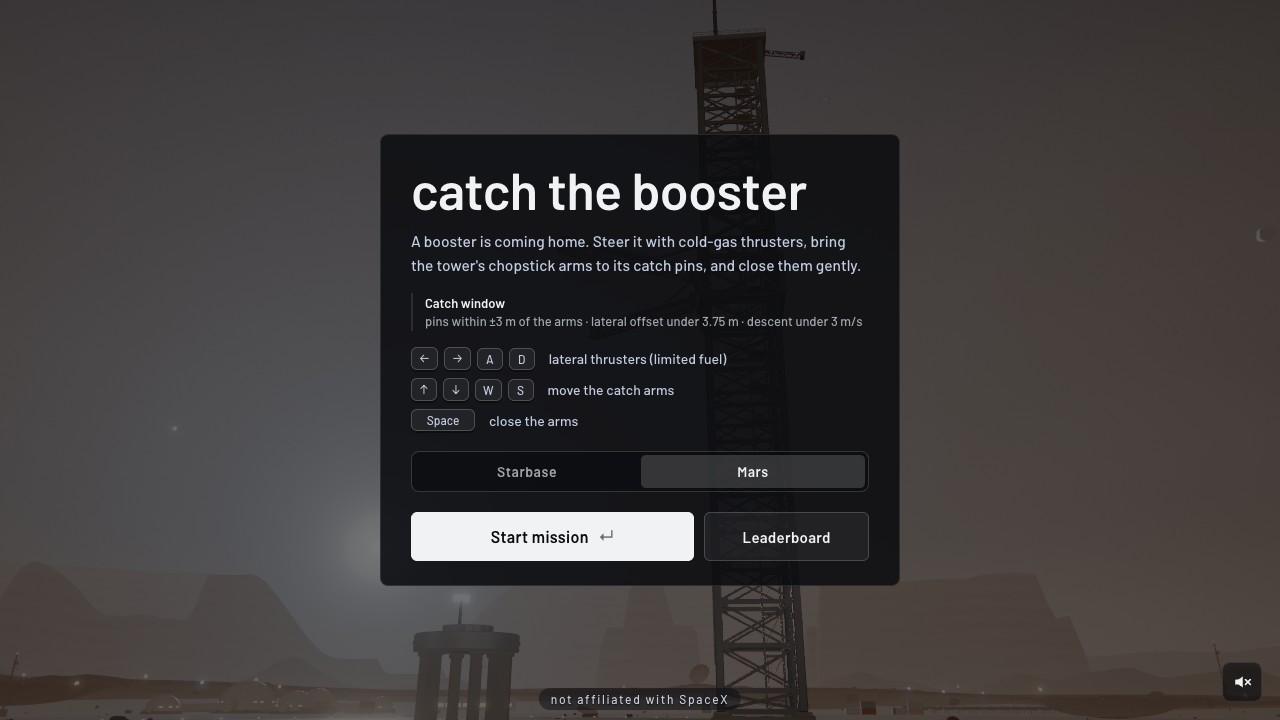 catch the booster
A booster is coming home. Steer it with cold-gas thrusters, bring
the tower's chopstick arms to its catch pins, and close them gently.
Catch window
pins within ±3 m of the arms · lateral offset under 3.75 m · descent under 3 m/s
← → A D lateral thrusters (limited fuel)
↑ ↓ W S move the catch arms
Space close the arms
Starbase Mars
Start mission ↵ Leaderboard
not affiliated with SpaceX